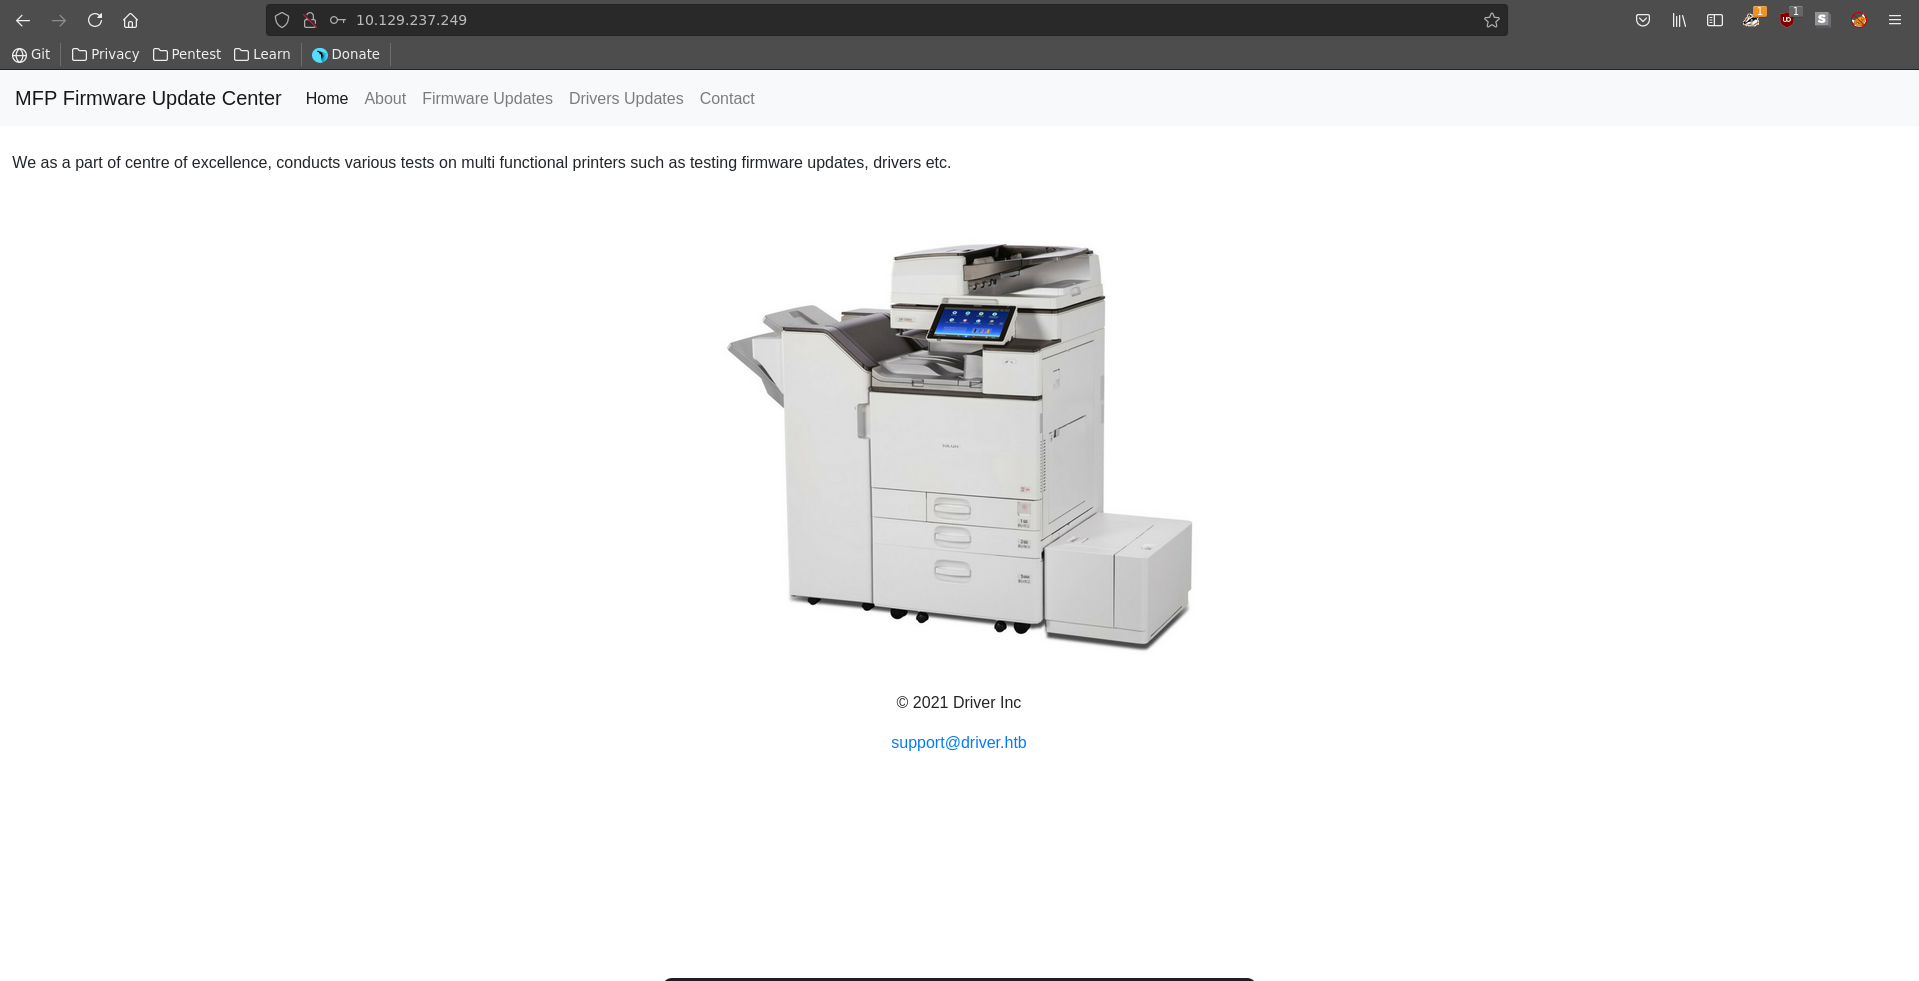 10.129.237.249
1
1
Git
Privacy
Pentest
Learn
Donate
MFP Firmware Update Center
Home
About
Firmware Updates
Drivers Updates
Contact
We as a part of centre of excellence, conducts various tests on multi functional printers such as testing firmware updates, drivers etc.
© 2021 Driver Inc
support@driver.htb